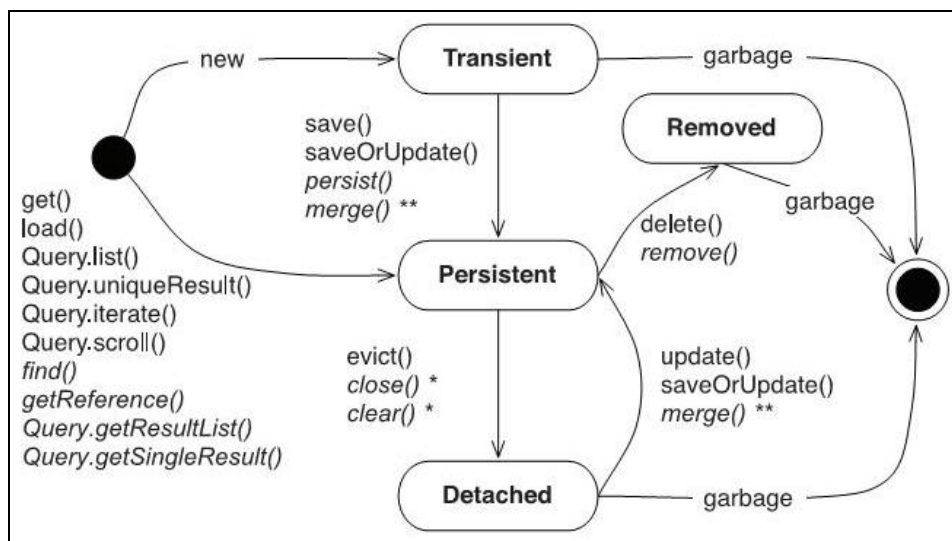 new
Transient
garbage
save()
saveOrUpdate()
persist()
merge() **
Removed
garbage
get()
load()
Query.list()
Query.uniqueResult()
Query.iterate()
Query.scroll()
find()
getReference()
Query.getResultList()
Query.getSingleResult()
Persistent
delete()
remove()
evict()
close() *
clear() *
update()
saveOrUpdate()
merge() **
Detached
garbage